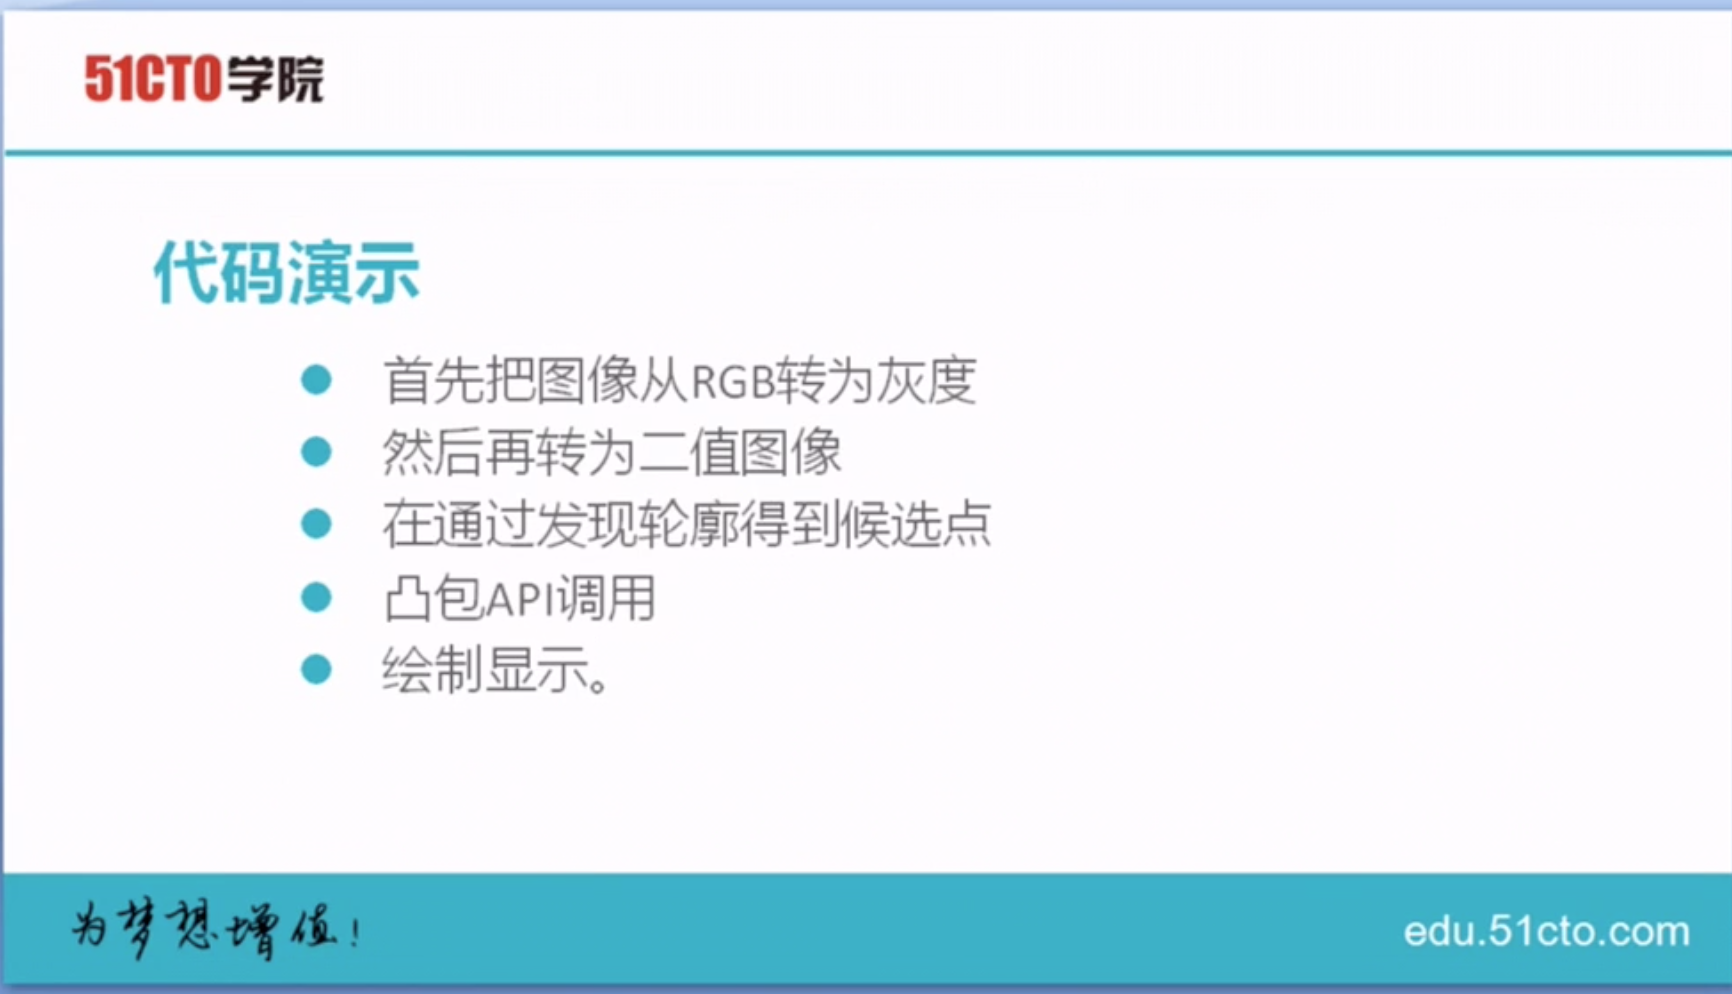 51CTO学院
代码演示
首先把图像从RGB转为灰度
然后再转为二值图像
在通过发现轮廓得到候选点
凸包API调用
绘制显示。
为梦想增值!
edu.51cto.com